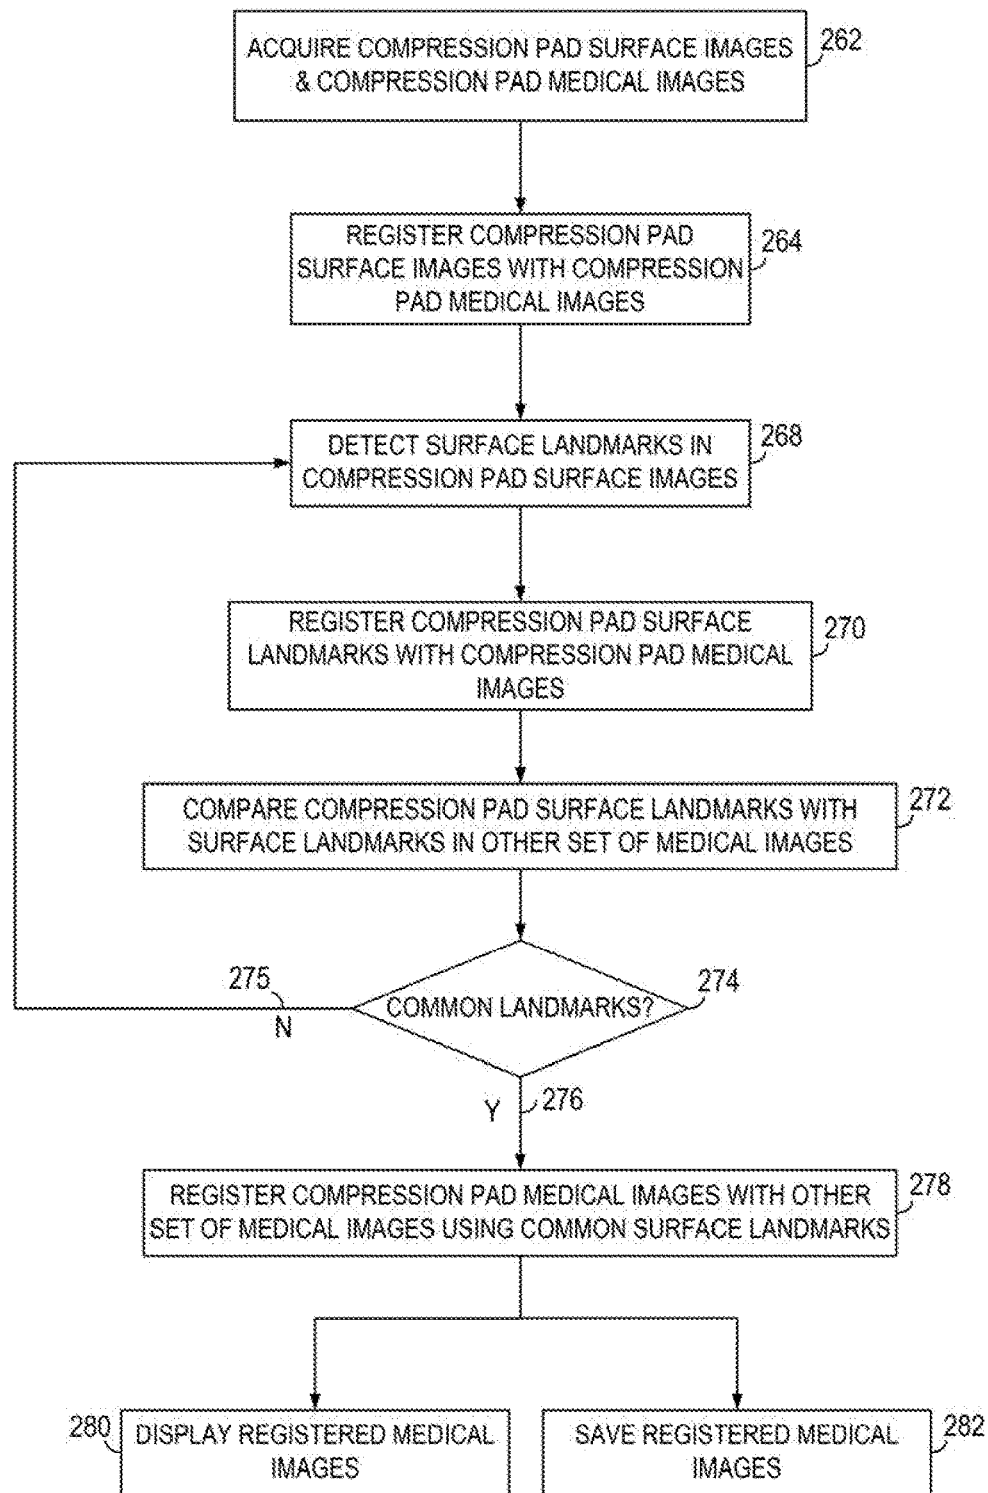 ACQUIRE COMPRESSION PAD SURFACE IMAGES
& COMPRESSION PAD MEDICAL IMAGES
262
REGISTER COMPRESSION PAD
SURFACE IMAGES WITH COMPRESSION
PAD MEDICAL IMAGES
264
DETECT SURFACE LANDMARKS IN
COMPRESSION PAD SURFACE IMAGES
268
REGISTER COMPRESSION PAD SURFACE
LANDMARKS WITH COMPRESSION PAD MEDICAL
IMAGES
270
COMPARE COMPRESSION PAD SURFACE LANDMARKS WITH
SURFACE LANDMARKS IN OTHER SET OF MEDICAL IMAGES
272
COMMON LANDMARKS?
274
275
N
Y
276
REGISTER COMPRESSION PAD MEDICAL IMAGES WITH OTHER
SET OF MEDICAL IMAGES USING COMMON SURFACE LANDMARKS
278
280
DISPLAY REGISTERED MEDICAL
IMAGES
SAVE REGISTERED MEDICAL
IMAGES
282